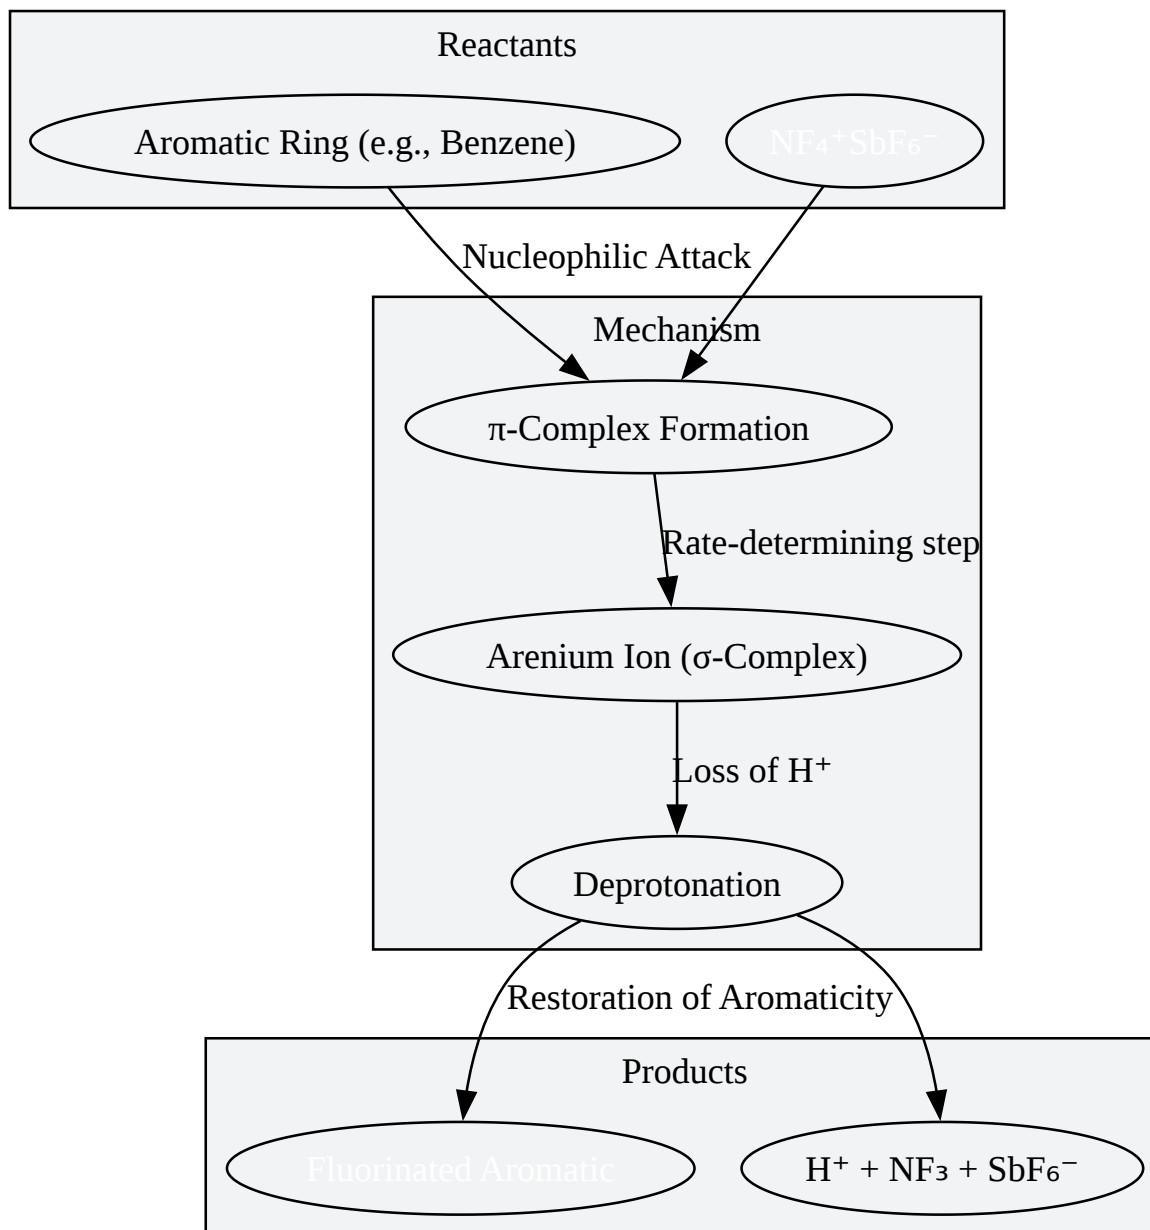 Reactants
Aromatic Ring (e.g., Benzene)
NF₄⁺SbF₆⁻
Nucleophilic Attack
Mechanism
π-Complex Formation
Rate-determining step
Arenium Ion (σ-Complex)
Loss of H⁺
Deprotonation
Restoration of Aromaticity
Products
Fluorinated Aromatic
H⁺ + NF₃ + SbF₆⁻